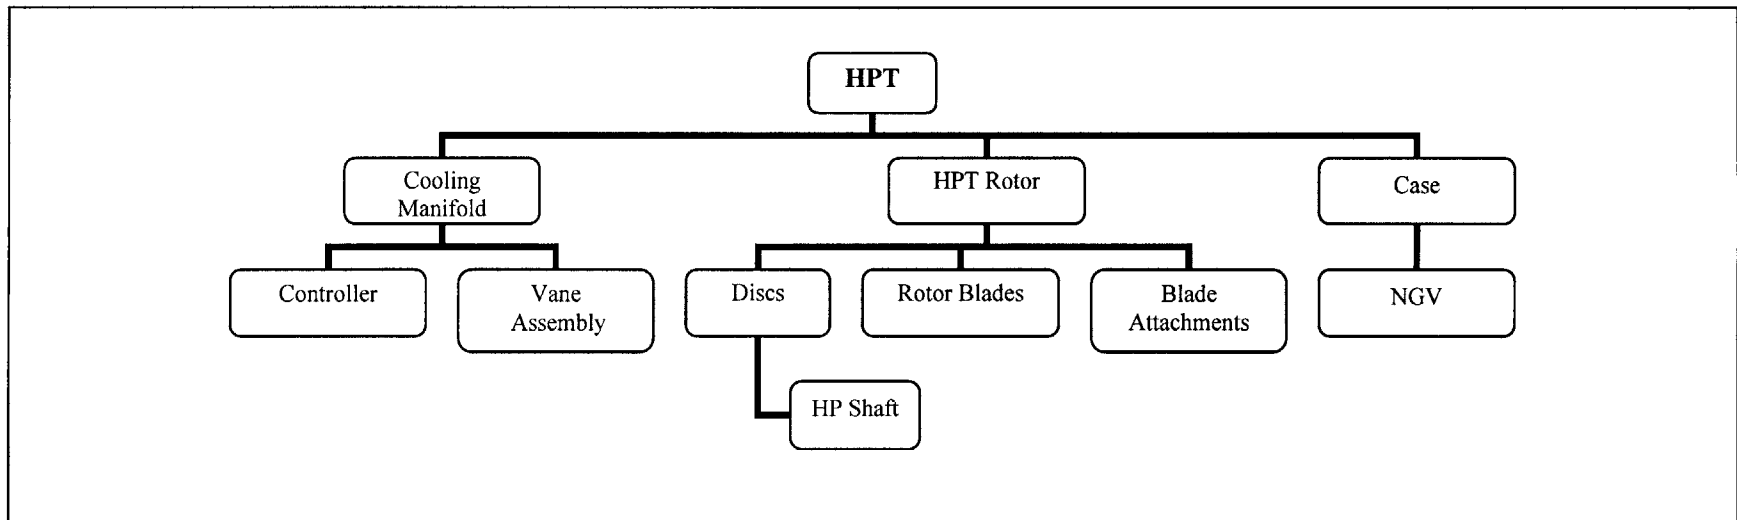 HPT
Cooling
Manifold
HPT Rotor
Case
Controller
Vane
Assembly
Discs
Rotor Blades
Blade
Attachments
NGV
HP Shaft